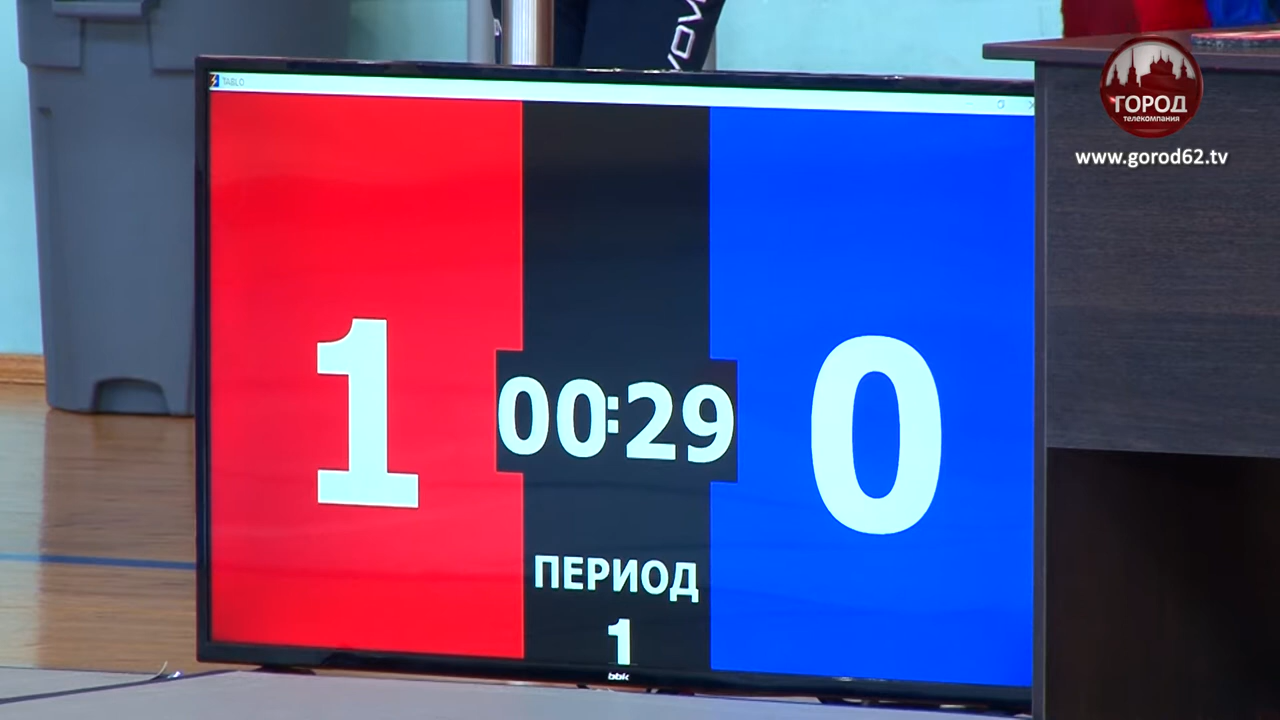 TABLO
1
00:29
0
ПЕРИОД
1
bbk
ГОРОД
телекомпания
www.gorod62.tv